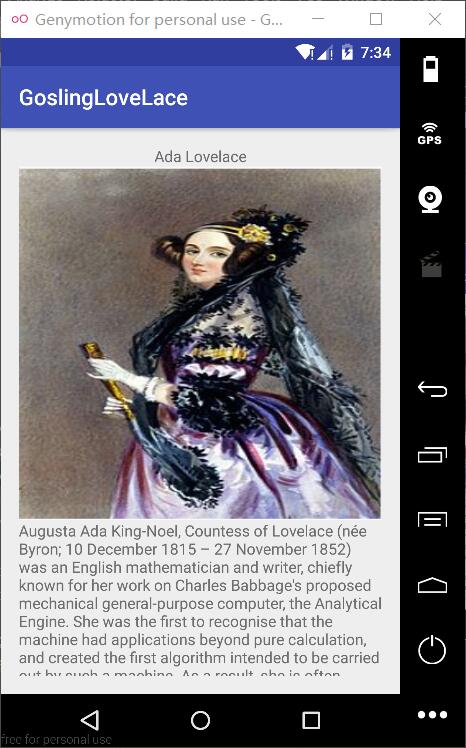 Genymotion for personal use - G...
7:34
GoslingLoveLace
GPS
Ada Lovelace
Augusta Ada King-Noel, Countess of Lovelace (née
Byron; 10 December 1815 – 27 November 1852)
was an English mathematician and writer, chiefly
known for her work on Charles Babbage's proposed
mechanical general-purpose computer, the Analytical
Engine. She was the first to recognise that the
machine had applications beyond pure calculation,
and created the first algorithm intended to be carried
out by such a machine. As a result, she is often
free for personal use